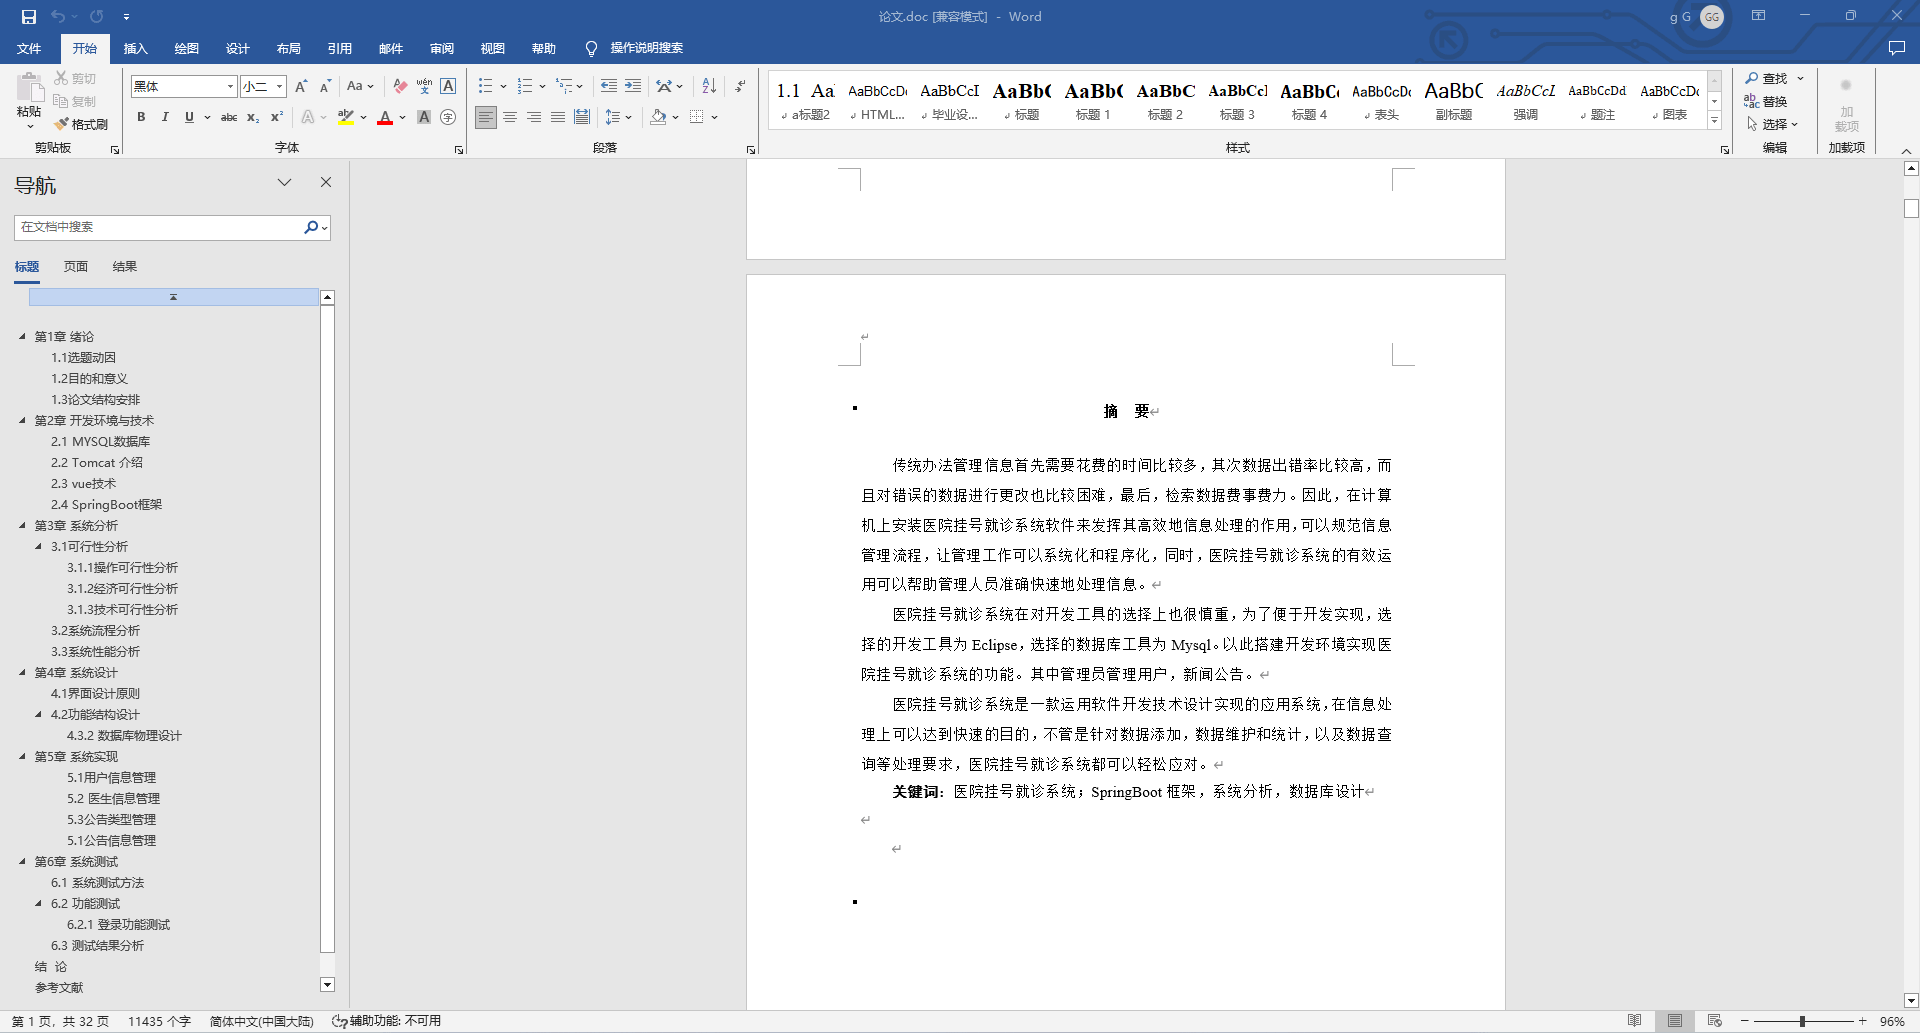 论文.doc [兼容模式] - Word
g G
GG
文件 开始 插入 绘图 设计 布局 引用 邮件 审阅 视图 帮助 操作说明搜索
粘贴
剪切
复制
格式刷
剪贴板
黑体 小二
Aa
wén
文
A
B I U abc x₂ x² A aby A A 字
字体
段落
1.1 Aa
a标题2
AaBbCcDc
HTML...
AaBbCcI
毕业设...
AaBb(
标题
AaBb(
标题 1
AaBbC
标题 2
AaBbCcI
标题 3
AaBbC
标题 4
AaBbCcDc
表头
AaBbC
副标题
AaBbCcL
强调
AaBbCcDd
题注
AaBbCcDc
图表
样式
查找
替换
选择
编辑
加
载项
加载项
导航
在文档中搜索
标题 页面 结果
第1章 绪论
1.1选题动因
1.2目的和意义
1.3论文结构安排
第2章 开发环境与技术
2.1 MYSQL数据库
2.2 Tomcat 介绍
2.3 vue技术
2.4 SpringBoot框架
第3章 系统分析
3.1可行性分析
3.1.1操作可行性分析
3.1.2经济可行性分析
3.1.3技术可行性分析
3.2系统流程分析
3.3系统性能分析
第4章 系统设计
4.1界面设计原则
4.2功能结构设计
4.3.2 数据库物理设计
第5章 系统实现
5.1用户信息管理
5.2 医生信息管理
5.3公告类型管理
5.1公告信息管理
第6章 系统测试
6.1 系统测试方法
6.2 功能测试
6.2.1 登录功能测试
6.3 测试结果分析
结 论
参考文献
摘 要
传统办法管理信息首先需要花费的时间比较多，其次数据出错率比较高，而
且对错误的数据进行更改也比较困难，最后，检索数据费事费力。因此，在计算
机上安装医院挂号就诊系统软件来发挥其高效地信息处理的作用，可以规范信息
管理流程，让管理工作可以系统化和程序化，同时，医院挂号就诊系统的有效运
用可以帮助管理人员准确快速地处理信息。
医院挂号就诊系统在对开发工具的选择上也很慎重，为了便于开发实现，选
择的开发工具为 Eclipse，选择的数据库工具为 Mysql。以此搭建开发环境实现医
院挂号就诊系统的功能。其中管理员管理用户，新闻公告。
医院挂号就诊系统是一款运用软件开发技术设计实现的应用系统，在信息处
理上可以达到快速的目的，不管是针对数据添加，数据维护和统计，以及数据查
询等处理要求，医院挂号就诊系统都可以轻松应对。
关键词：医院挂号就诊系统；SpringBoot 框架，系统分析，数据库设计
第 1 页，共 32 页 11435 个字 简体中文(中国大陆) 辅助功能: 不可用
96%